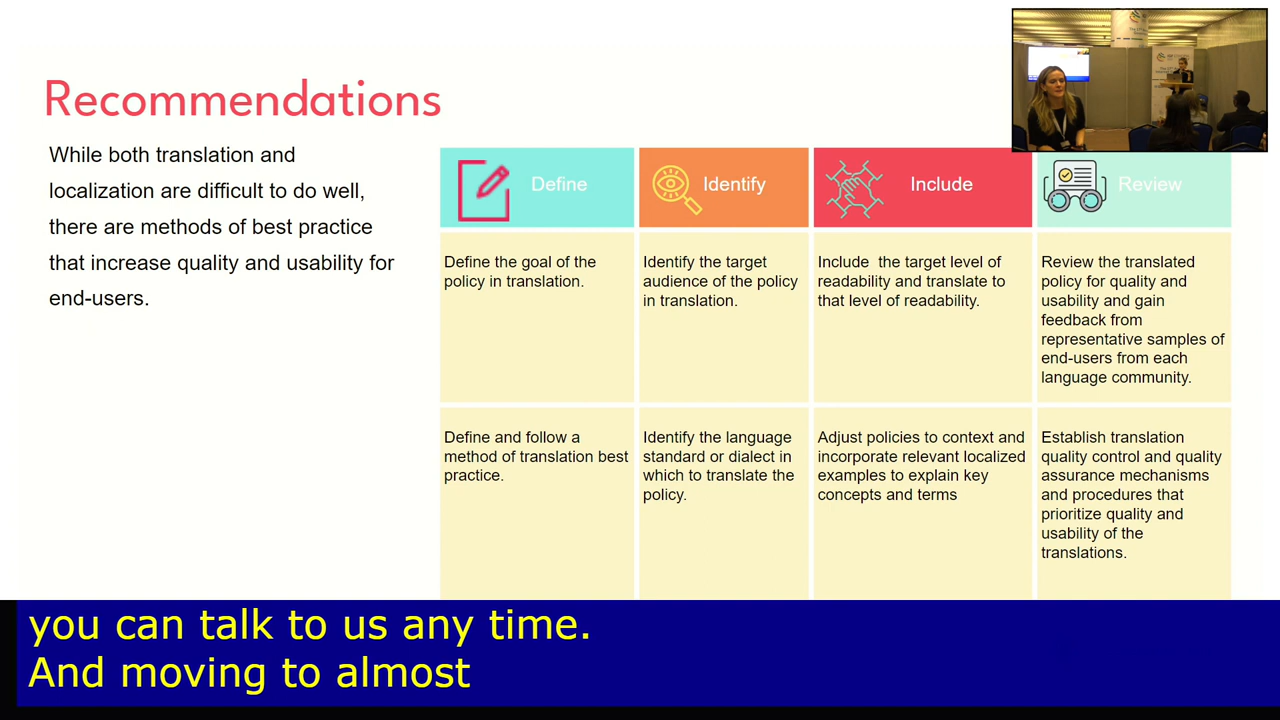 Recommendations
While both translation and
localization are difficult to do well,
there are methods of best practice
that increase quality and usability for
end-users.
Define
Identify
Include
Review
Define the goal of the
policy in translation.
Identify the target
audience of the policy
in translation.
Include  the target level of
readability and translate to
that level of readability.
Review the translated
policy for quality and
usability and gain
feedback from
representative samples of
end-users from each
language community.
Define and follow a
method of translation best
practice.
Identify the language
standard or dialect in
which to translate the
policy.
Adjust policies to context and
incorporate relevant localized
examples to explain key
concepts and terms
Establish translation
quality control and quality
assurance mechanisms
and procedures that
prioritize quality and
usability of the
translations.
you can talk to us any time.
And moving to almost